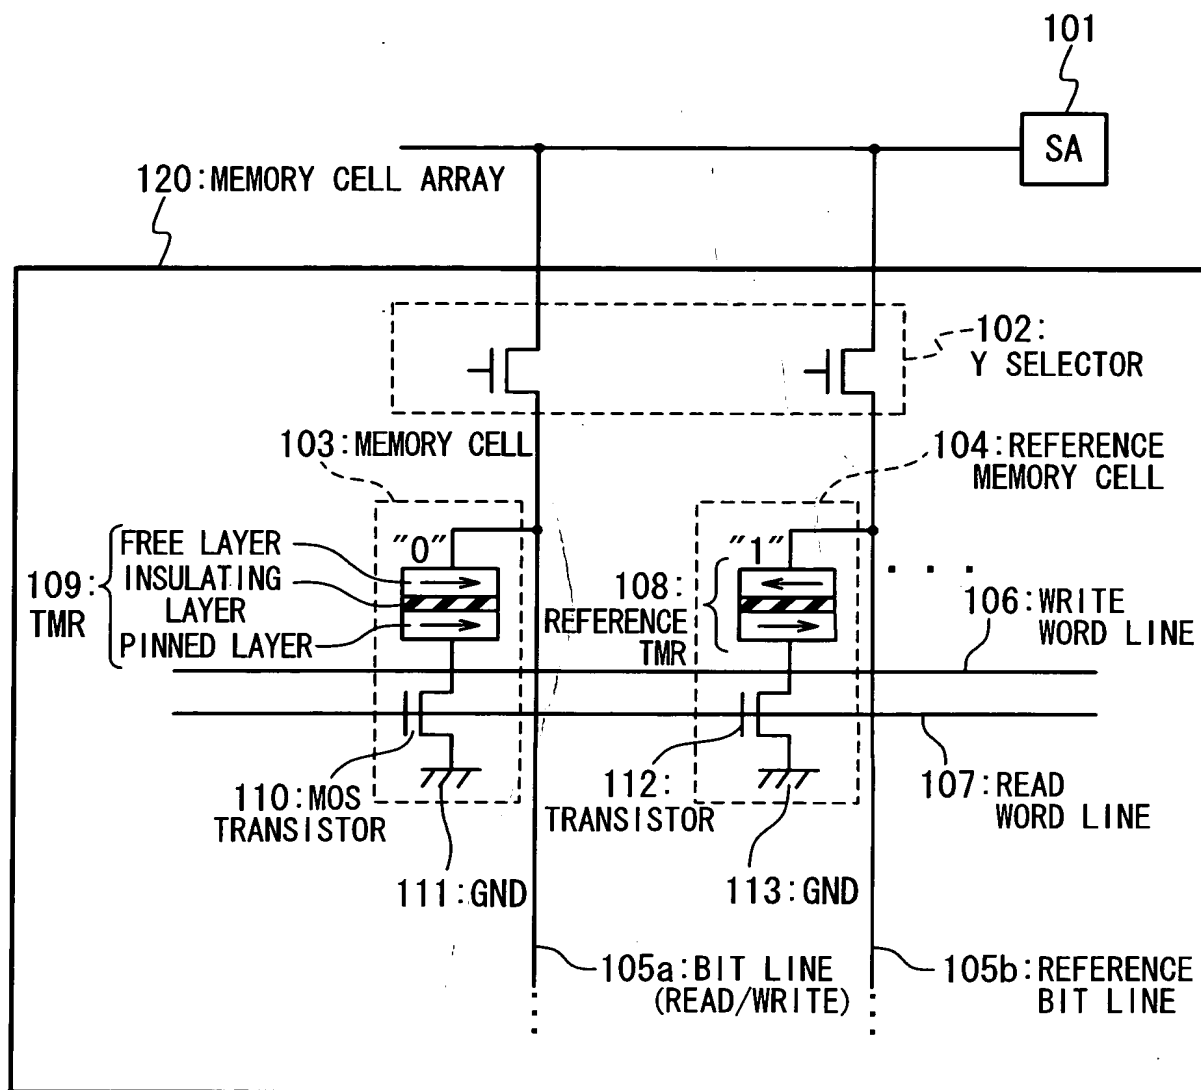 101
SA
120:MEMORY CELL ARRAY
102:
Y SELECTOR
103:MEMORY CELL
104:REFERENCE
MEMORY CELL
"0"
"1"
109:
TMR
FREE LAYER
INSULATING
LAYER
PINNED LAYER
108:
REFERENCE
TMR
106:WRITE
WORD LINE
110:MOS
TRANSISTOR
112:
TRANSISTOR
107:READ
WORD LINE
111:GND
113:GND
105a:BIT LINE
(READ/WRITE)
105b:REFERENCE
BIT LINE